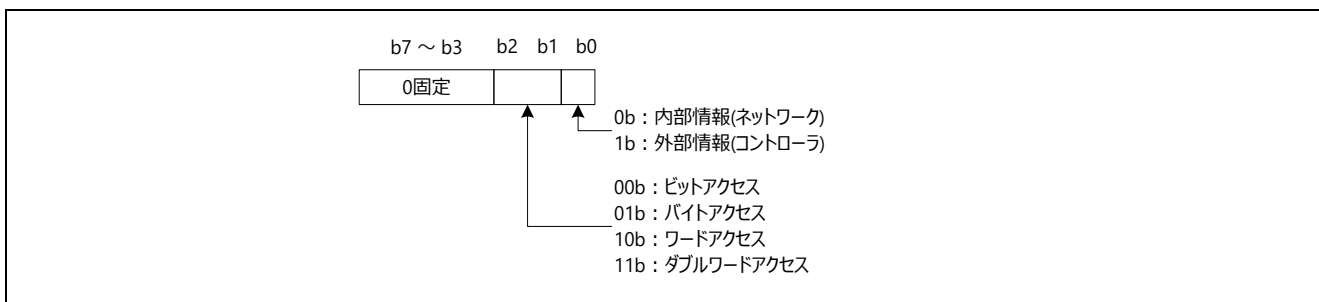 b7 ～ b3 b2 b1 b0
0固定
0b：内部情報(ネットワーク)
1b：外部情報(コントローラ)
00b：ビットアクセス
01b：バイトアクセス
10b：ワードアクセス
11b：ダブルワードアクセス